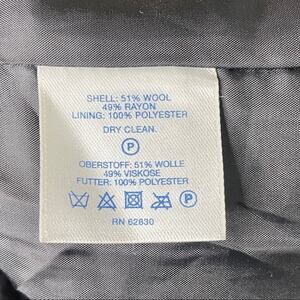 SHELL: 51% WOOL
49% RAYON
LINING: 100% POLYESTER
DRY CLEAN.
P
OBERSTOFF: 51% WOLLE
49% VISKOSE
FUTTER: 100% POLYESTER
P
RN 62830